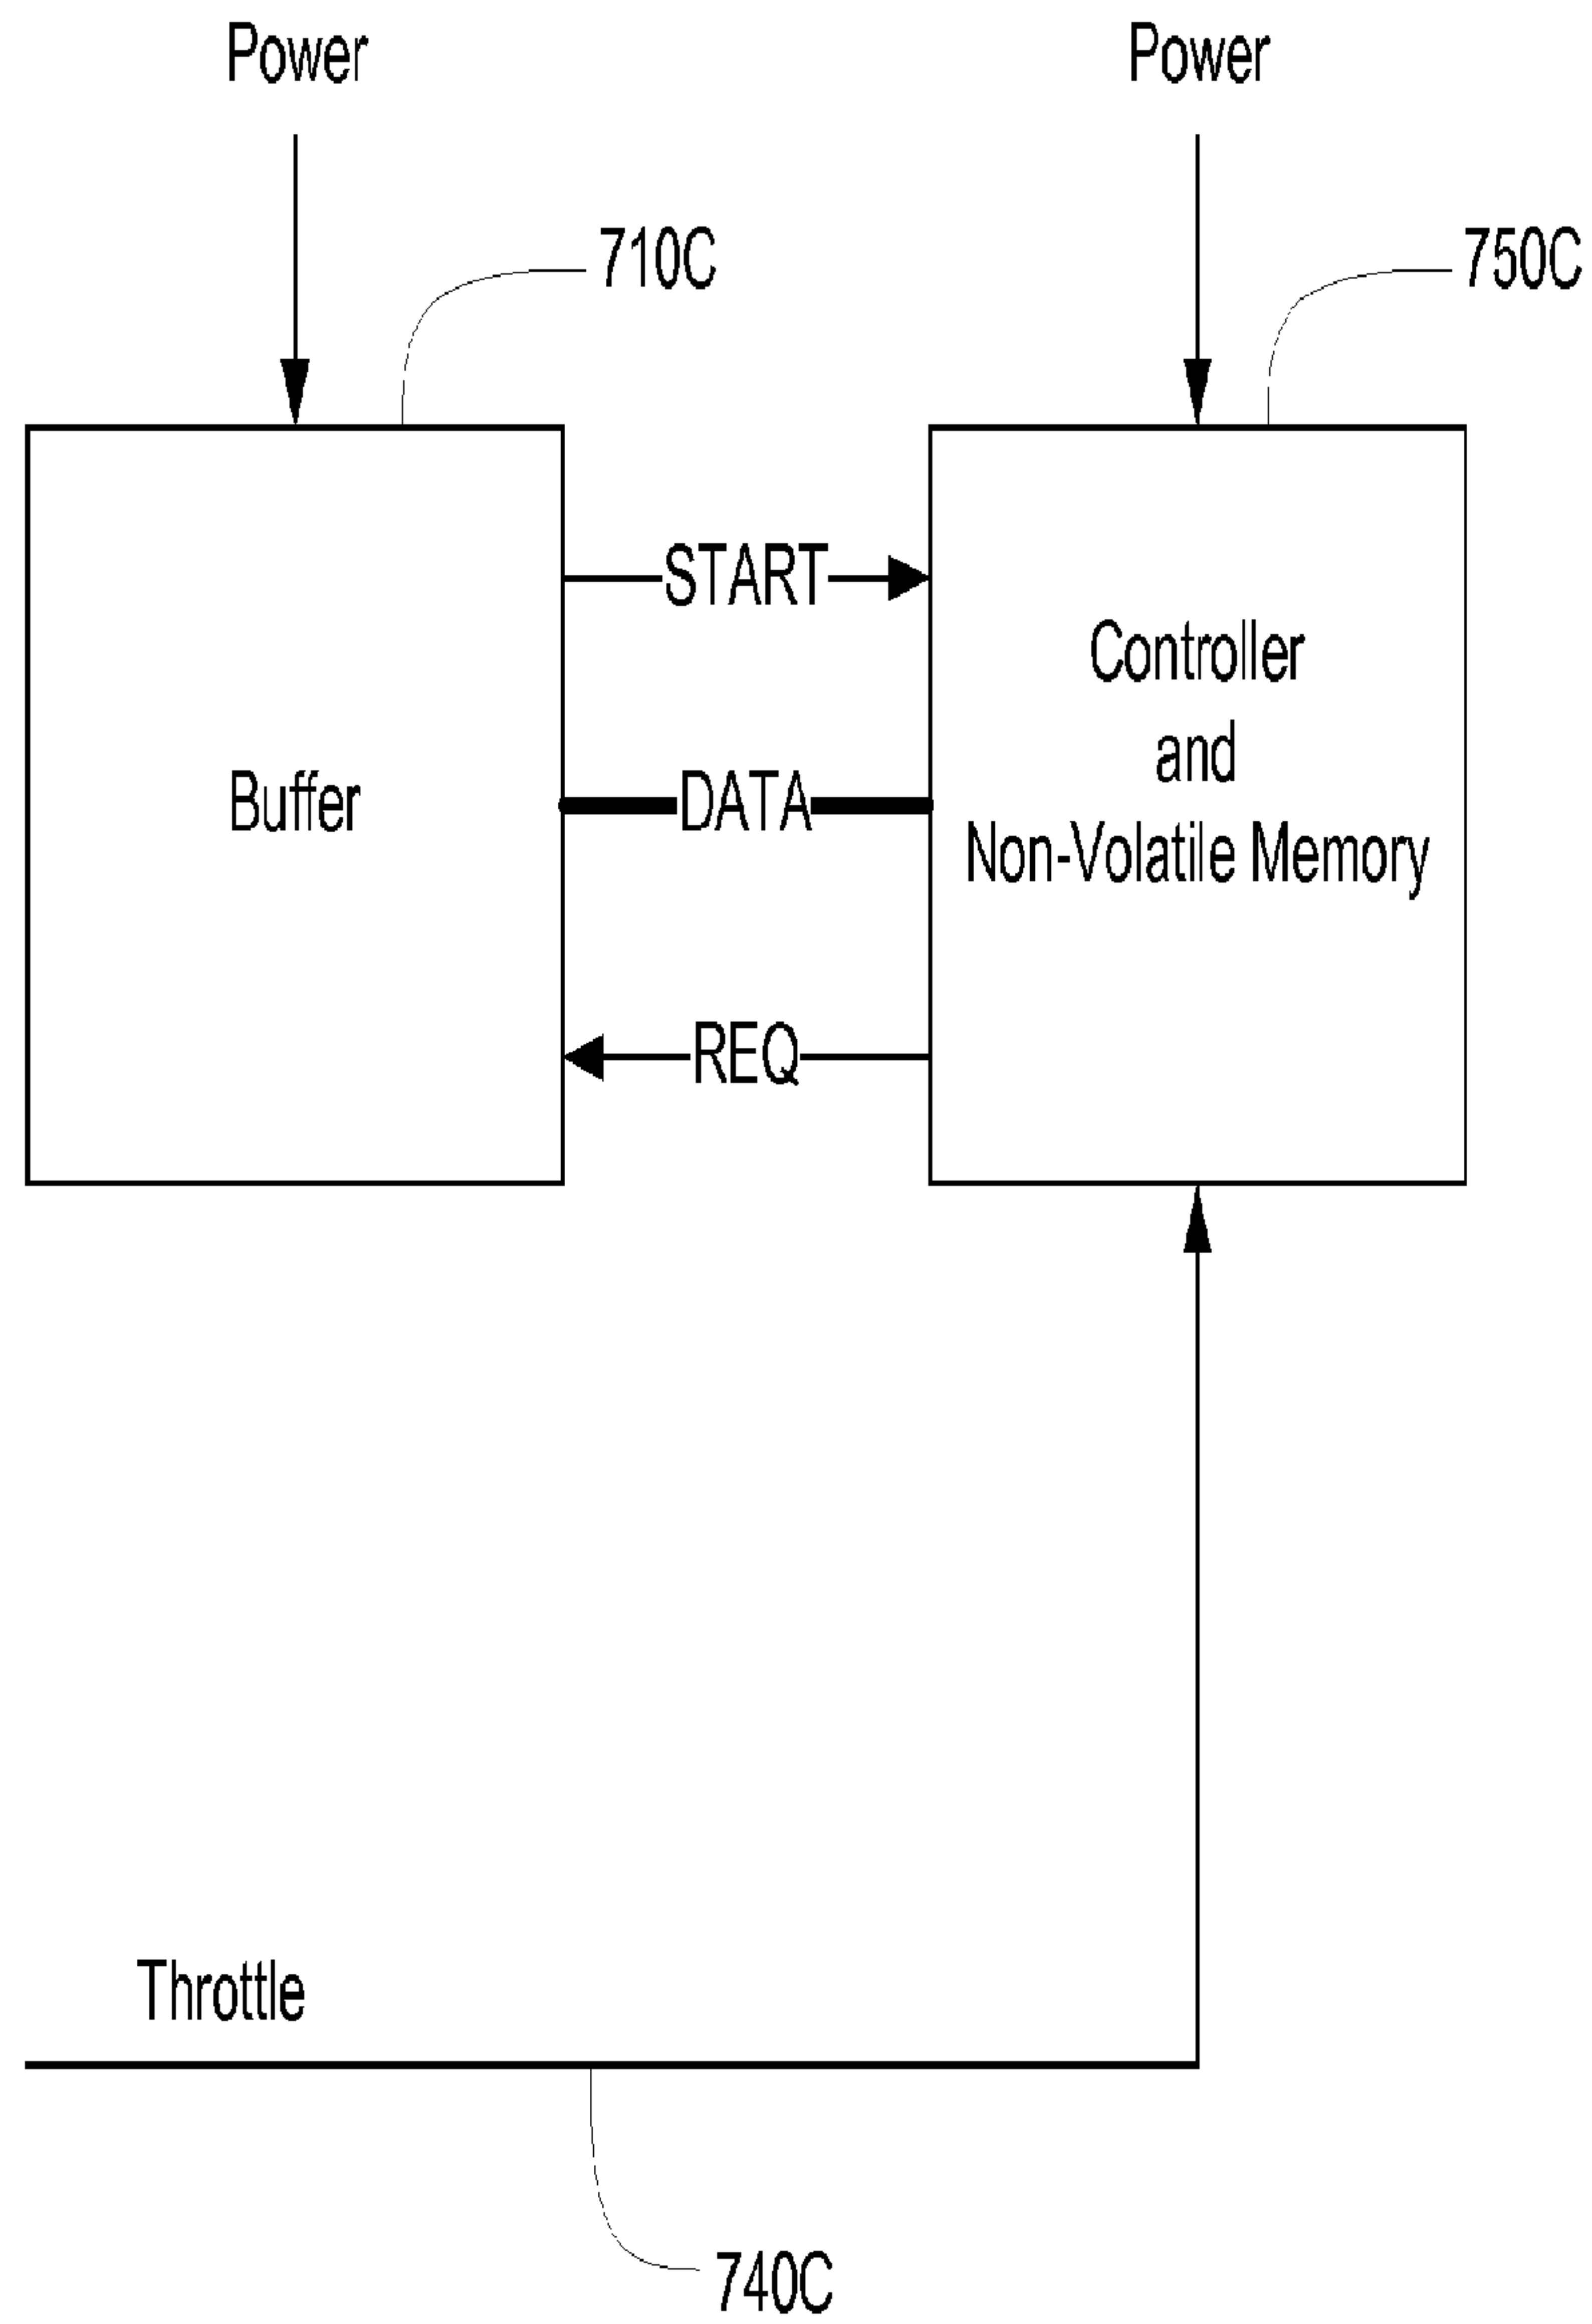 Power
Power
710C
750C
START
Controller
and
Non-Volatile Memory
Buffer
DATA
REQ
Throttle
740C